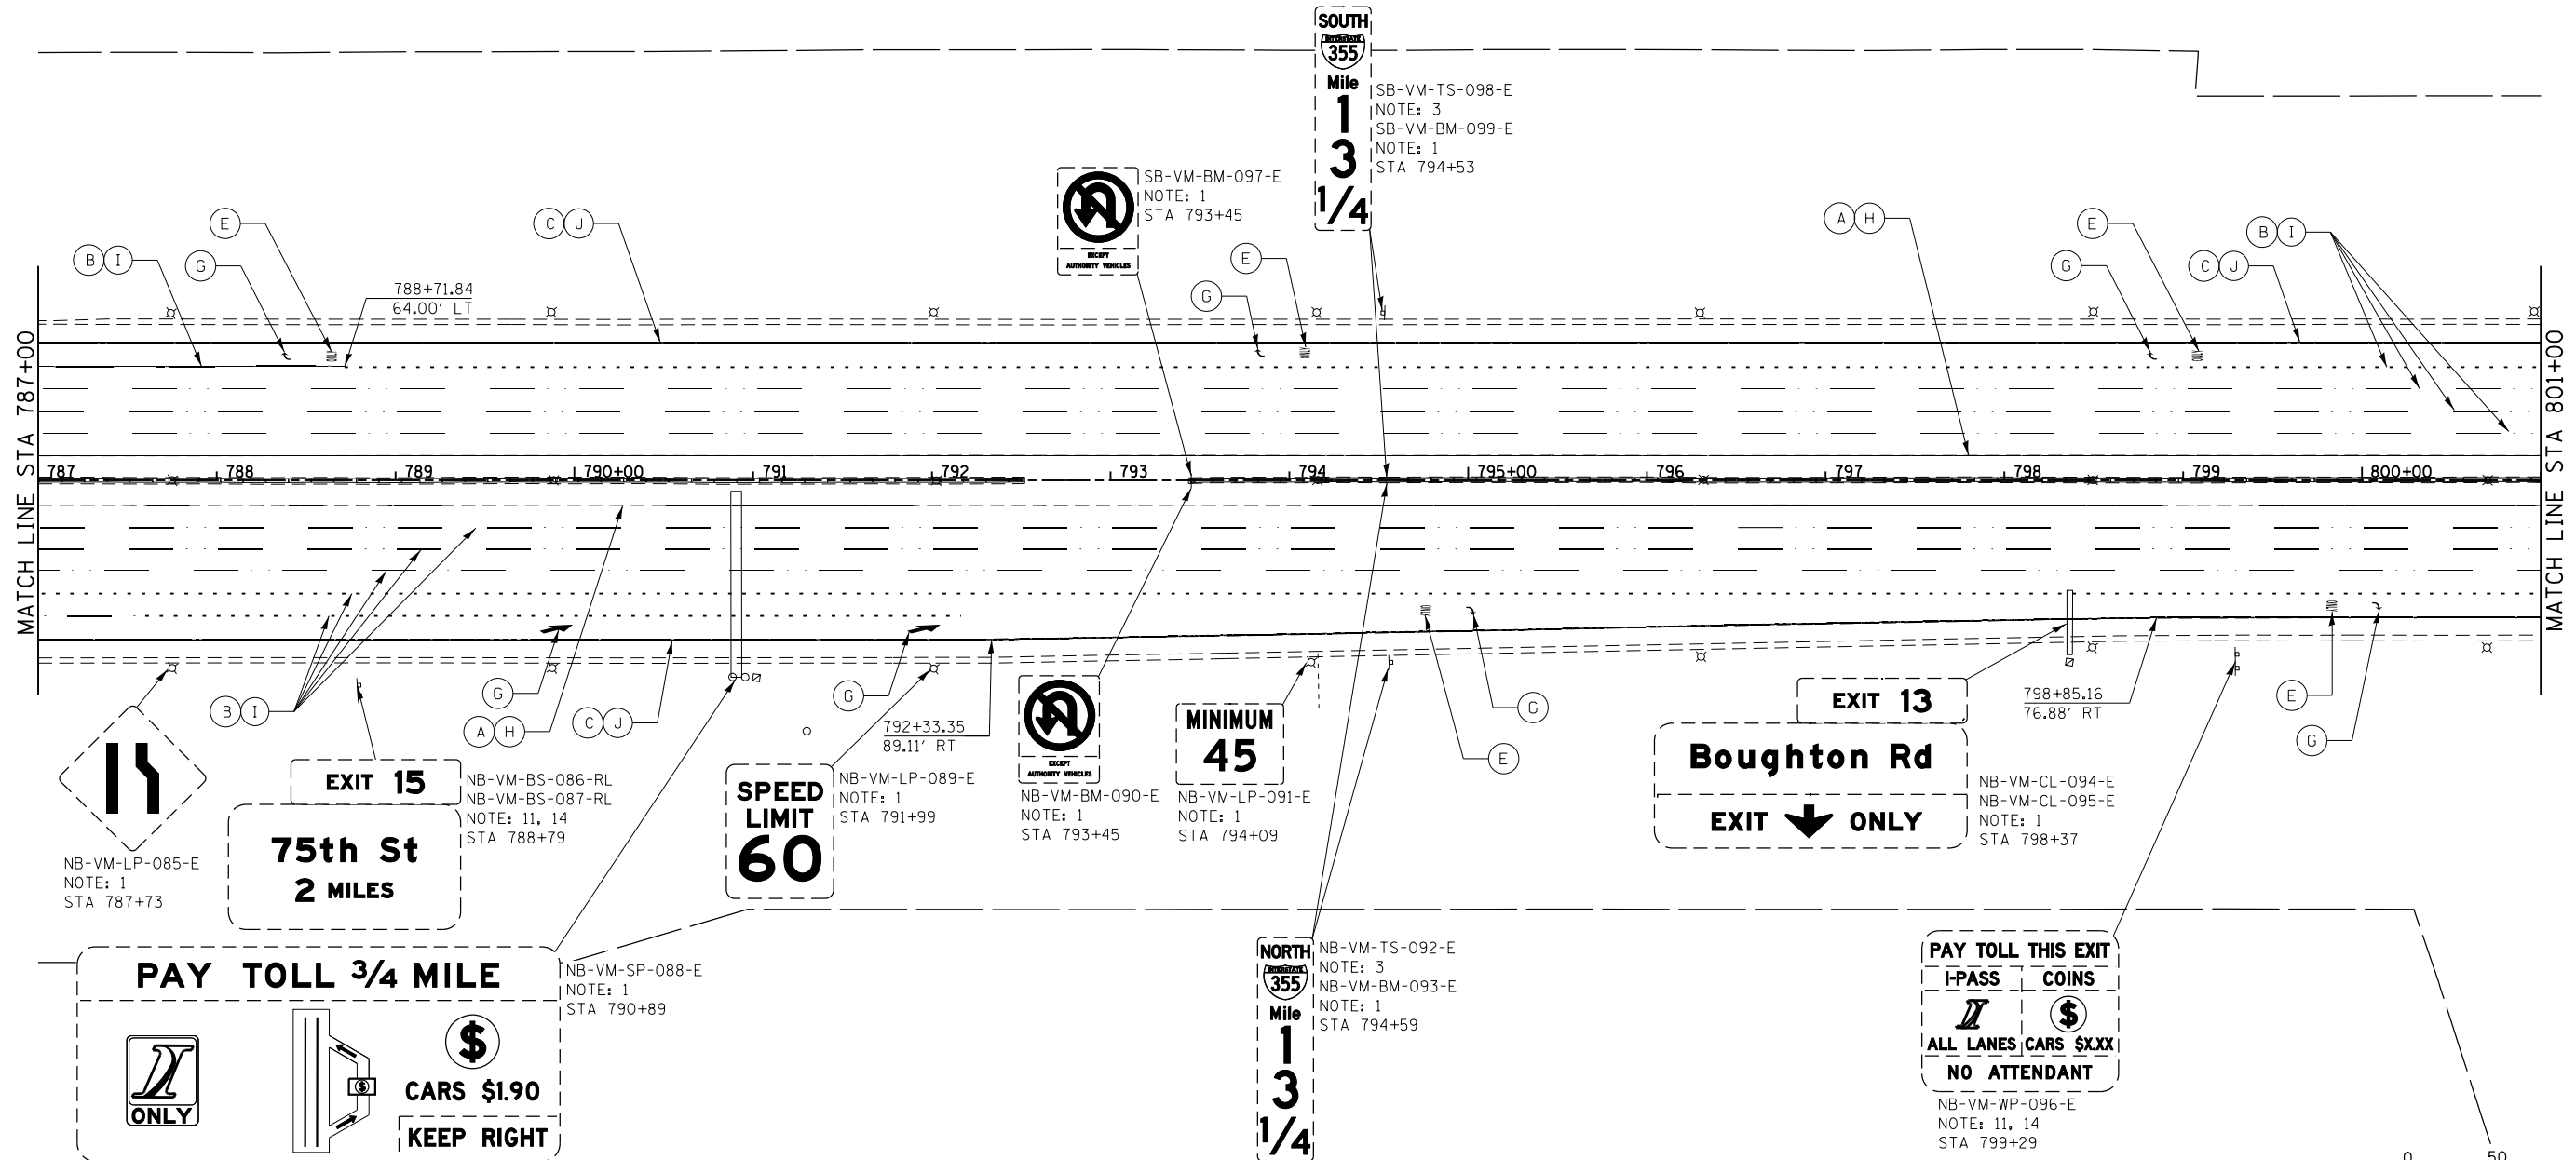 SOUTH
INTERSTATE
355
Mile
1
3
1/4
SB-VM-TS-098-E
NOTE: 3
SB-VM-BM-099-E
NOTE: 1
STA 794+53
EXCEPT
AUTHORITY VEHICLES
SB-VM-BM-097-E
NOTE: 1
STA 793+45
B I
G
E
C J
788+71.84
64.00' LT
G
E
A H
G
E
C J
B I
MATCH LINE STA 787+00
MATCH LINE STA 801+00
ONLY
ONLY
ONLY
787
788
789
790+00
791
792
793
794
795+00
796
797
798
799
800+00
ONLY
ONLY
B I
G
A H
C J
G
792+33.35
89.11' RT
E
G
798+85.16
76.88' RT
E
G
NB-VM-LP-085-E
NOTE: 1
STA 787+73
EXIT 15
75th St
2 MILES
NB-VM-BS-086-RL
NB-VM-BS-087-RL
NOTE: 11, 14
STA 788+79
SPEED
LIMIT
60
NB-VM-LP-089-E
NOTE: 1
STA 791+99
EXCEPT
AUTHORITY VEHICLES
NB-VM-BM-090-E
NOTE: 1
STA 793+45
MINIMUM
45
NB-VM-LP-091-E
NOTE: 1
STA 794+09
EXIT 13
Boughton Rd
EXIT ONLY
NB-VM-CL-094-E
NB-VM-CL-095-E
NOTE: 1
STA 798+37
PAY TOLL 3/4 MILE
ONLY
$
$
CARS $1.90
KEEP RIGHT
NB-VM-SP-088-E
NOTE: 1
STA 790+89
NORTH
INTERSTATE
355
Mile
1
3
1/4
NB-VM-TS-092-E
NOTE: 3
NB-VM-BM-093-E
NOTE: 1
STA 794+59
PAY TOLL THIS EXIT
I-PASS COINS
$
ALL LANES CARS $X.XX
NO ATTENDANT
NB-VM-WP-096-E
NOTE: 11, 14
STA 799+29
0 50